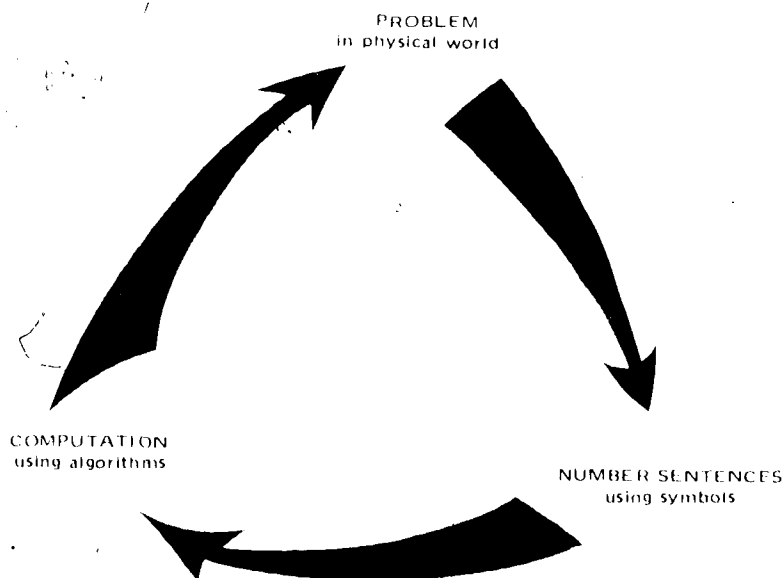 PROBLEM
in physical world
COMPUTATION
using algorithms
NUMBER SENTENCES
using symbols